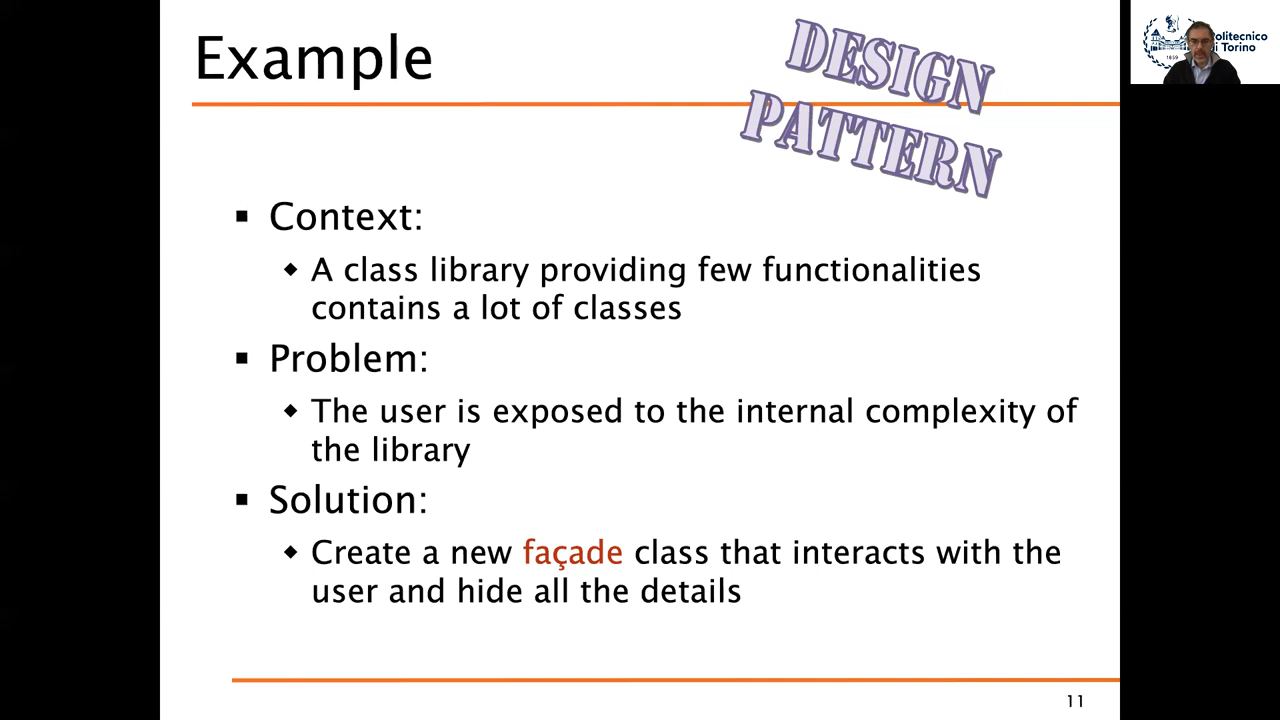 Example
DESIGN
PATTERN
▪ Context:
◆ A class library providing few functionalities
contains a lot of classes
▪ Problem:
◆ The user is exposed to the internal complexity of
the library
▪ Solution:
◆ Create a new façade class that interacts with the
user and hide all the details
11
olitecnico
i Torino
1859